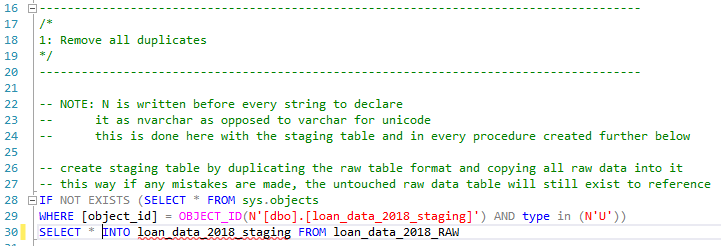 16 --------------------------------------------------------------------------------
17 /*
18 1: Remove all duplicates
19 */
20 --------------------------------------------------------------------------------
21
22 -- NOTE: N is written before every string to declare
23 --       it as nvarchar as opposed to varchar for unicode
24 --       this is done here with the staging table and in every procedure created further below
25
26 -- create staging table by duplicating the raw table format and copying all raw data into it
27 -- this way if any mistakes are made, the untouched raw data table will still exist to reference
28 IF NOT EXISTS (SELECT * FROM sys.objects
29 WHERE [object_id] = OBJECT_ID(N'[dbo].[loan_data_2018_staging]') AND type in (N'U'))
30 SELECT * INTO loan_data_2018_staging FROM loan_data_2018_RAW